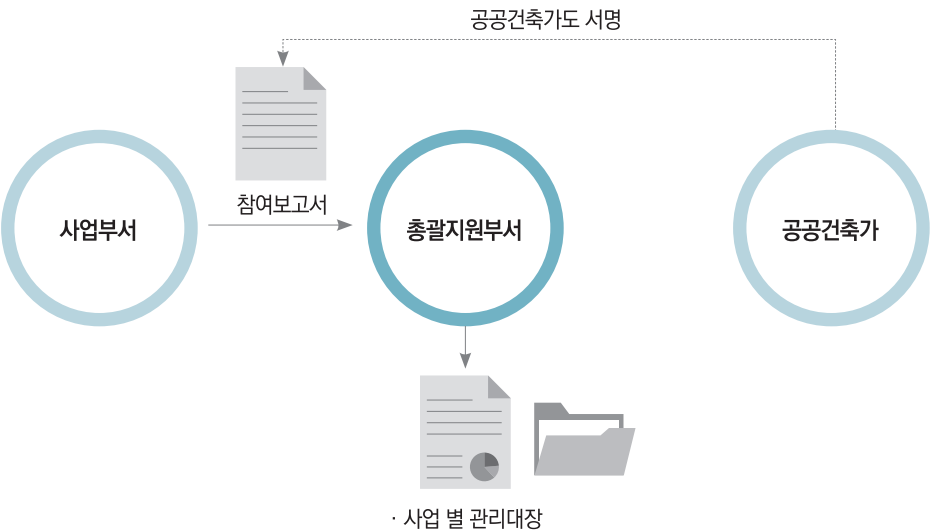 공공건축가도 서명
참여보고서
사업부서
총괄지원부서
공공건축가
· 사업 별 관리대장